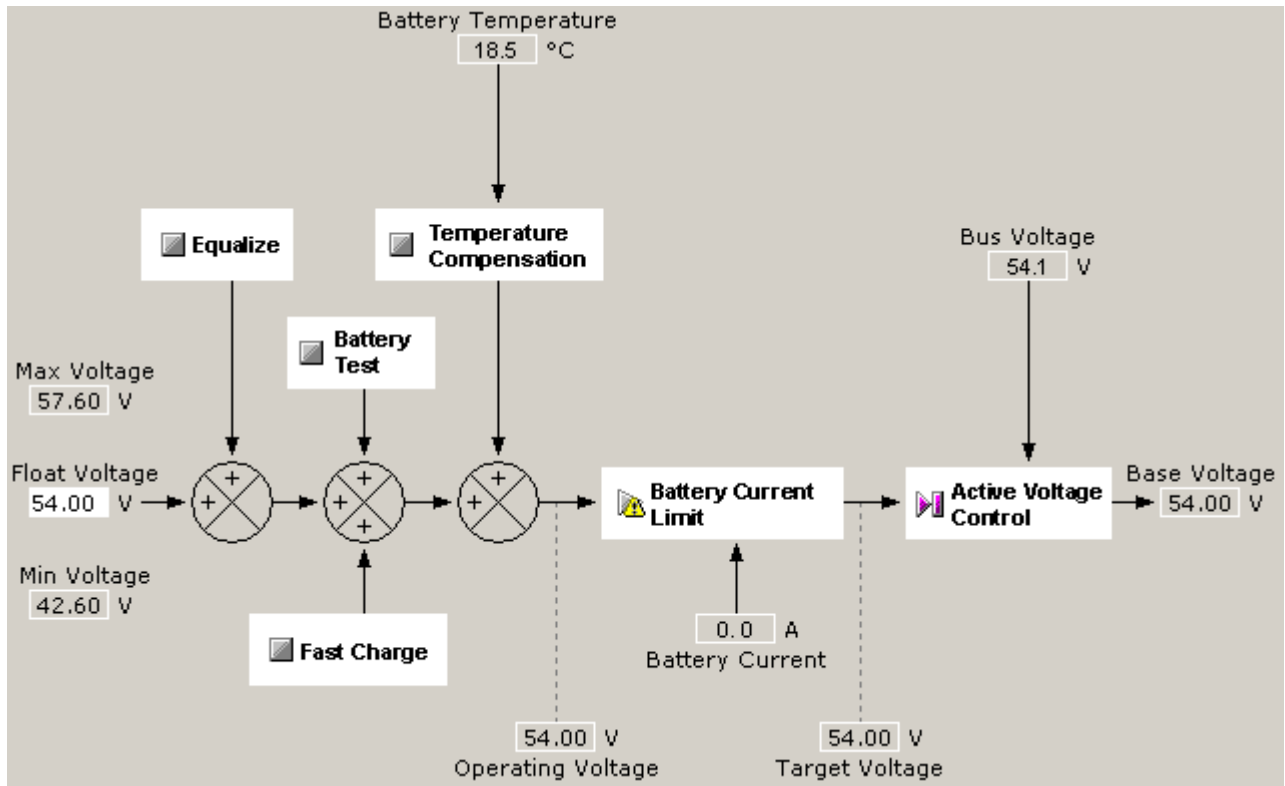 Battery Temperature
18.5 °C
Equalize
Temperature
Compensation
Bus Voltage
54.1 V
Battery
Test
Max Voltage
57.60 V
Float Voltage
54.00 V
+ +
+ + +
+ +
Battery Current
Limit
Active Voltage
Control
Base Voltage
54.00 V
Min Voltage
42.60 V
Fast Charge
0.0 A
Battery Current
54.00 V
Operating Voltage
54.00 V
Target Voltage